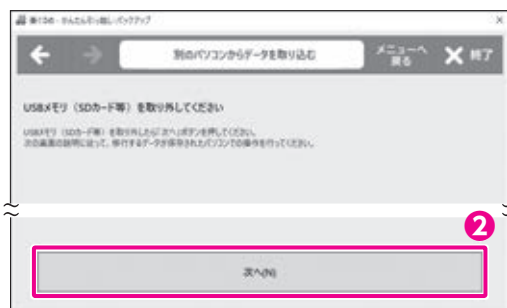 筆ぐるめ - かんたん引っ越し・バックアップ
別のパソコンからデータを取り込む
メニューへ
戻る
終了
USBメモリ（SDカード等）を取り外してください
USBメモリ（SDカード等）を取り外したら「次へ」ボタンを押してください。
次の画面の説明に従って、移行するデータが保存されたパソコンでの操作を行ってください。
2
次へ(N)